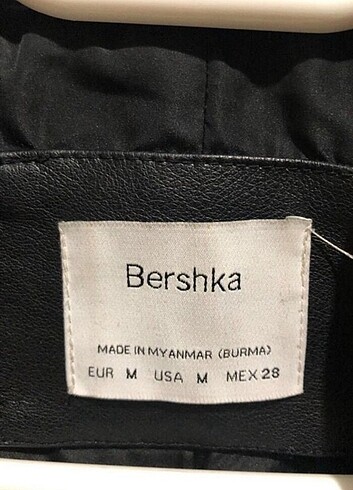 Bershka
MADE IN MYANMAR (BURMA)
EUR M USA M MEX 28